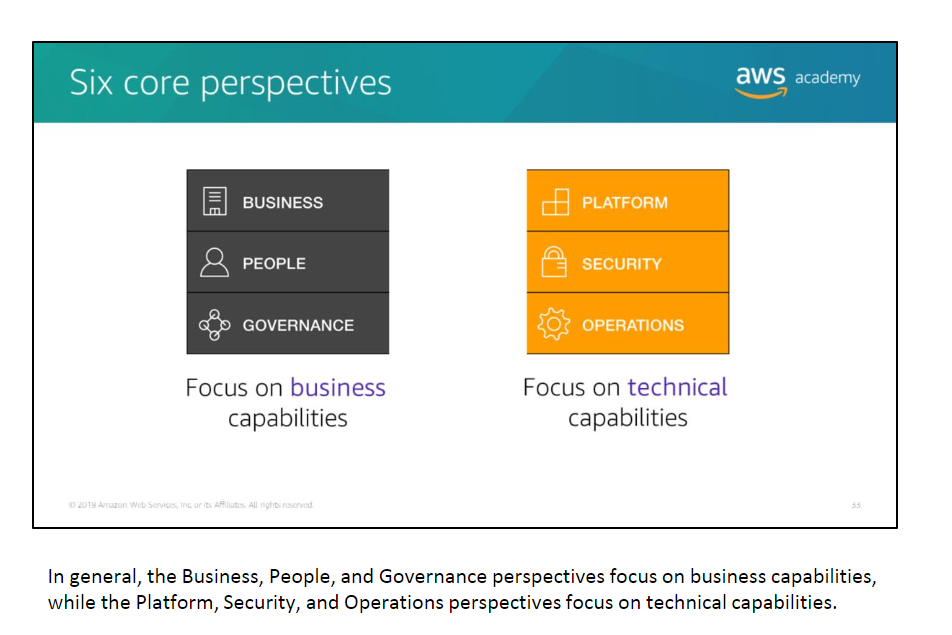 Six core perspectives
aws academy
BUSINESS
PEOPLE
GOVERNANCE
Focus on business
capabilities
PLATFORM
SECURITY
OPERATIONS
Focus on technical
capabilities
© 2019 Amazon Web Services, Inc. or its Affiliates. All rights reserved.
33
In general, the Business, People, and Governance perspectives focus on business capabilities,
while the Platform, Security, and Operations perspectives focus on technical capabilities.